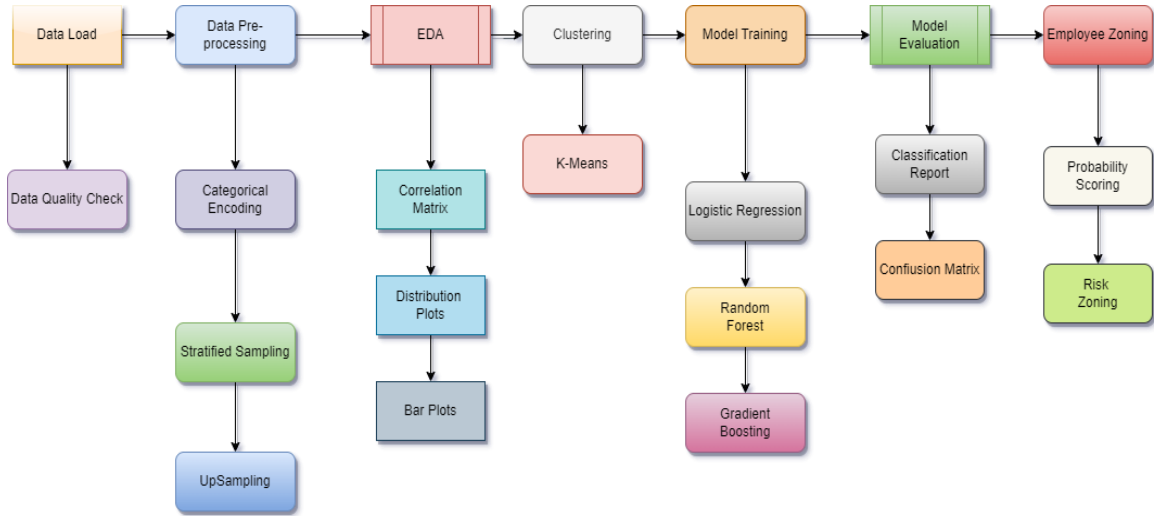 Data Load
Data Pre-
processing
EDA
Clustering
Model Training
Model
Evaluation
Employee Zoning
Data Quality Check
Categorical
Encoding
Stratified Sampling
UpSampling
Correlation
Matrix
Distribution
Plots
Bar Plots
K-Means
Logistic Regression
Random
Forest
Gradient
Boosting
Classification
Report
Confusion Matrix
Probability
Scoring
Risk
Zoning